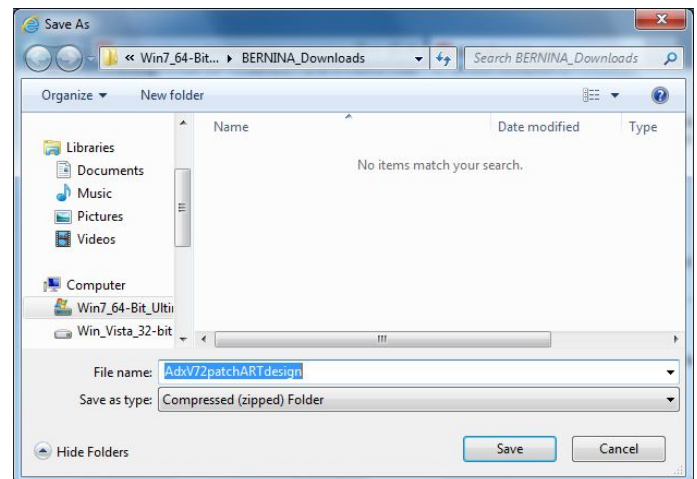 Save As
« Win7_64-Bit... ▸ BERNINA_Downloads
Search BERNINA_Downloads
Organize
New folder
Name
Date modified
Type
Libraries
Documents
Music
Pictures
Videos
Computer
Win7_64-Bit_Ulti
Win_Vista_32-bit
No items match your search.
File name: AdxV72patchARTdesign
Save as type: Compressed (zipped) Folder
Hide Folders
Save
Cancel